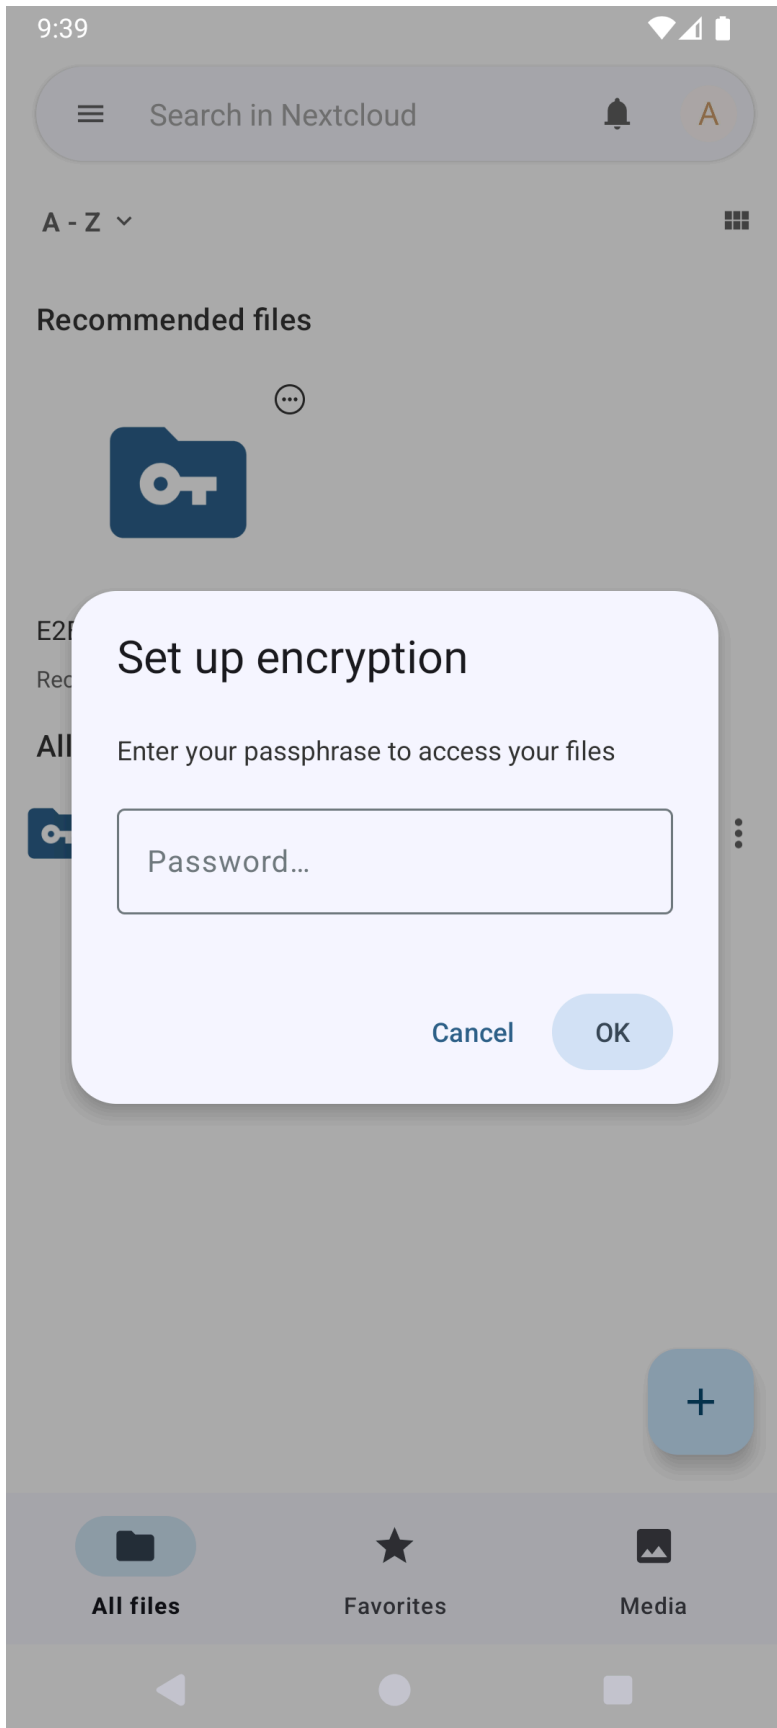 9:39
Search in Nextcloud
A
A - Z
Recommended files
Set up encryption
Enter your passphrase to access your files
All
Password…
Cancel
OK
All files
Favorites
Media